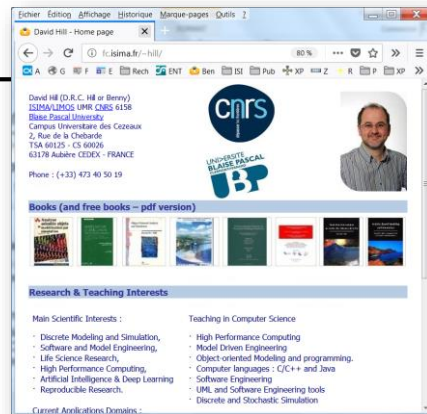 Fichier Édition Affichage Historique Marque-pages Outils ?
David Hill - Home page
fc.isima.fr/~hill/
80 %
A G F E Rech ENT Ben ISI Pub XP Z R P XP
David Hill (D.R.C. Hill or Benny)
ISIMA/LIMOS UMR CNRS 6158
Blaise Pascal University
Campus Universitaire des Cezeaux
2, Rue de la Chebarde
TSA 60125 - CS 60026
63178 Aubière CEDEX - FRANCE
Phone : (+33) 473 40 50 19
cnrs
UNIVERSITE
BLAISE PASCAL
UBP
Books (and free books – pdf version)
Research & Teaching Interests
Main Scientific Interests :
· Discrete Modeling and Simulation,
· Software and Model Engineering,
· Life Science Research,
· High Performance Computing,
· Artificial Intelligence & Deep Learning
· Reproducible Research.
Current Applications Domains :
Teaching in Computer Science
· High Performance Computing
· Model Driven Engineering
· Object-oriented Modeling and programming.
· Computer languages : C/C++ and Java
· Software Engineering
· UML and Software Engineering tools
· Discrete and Stochastic Simulation